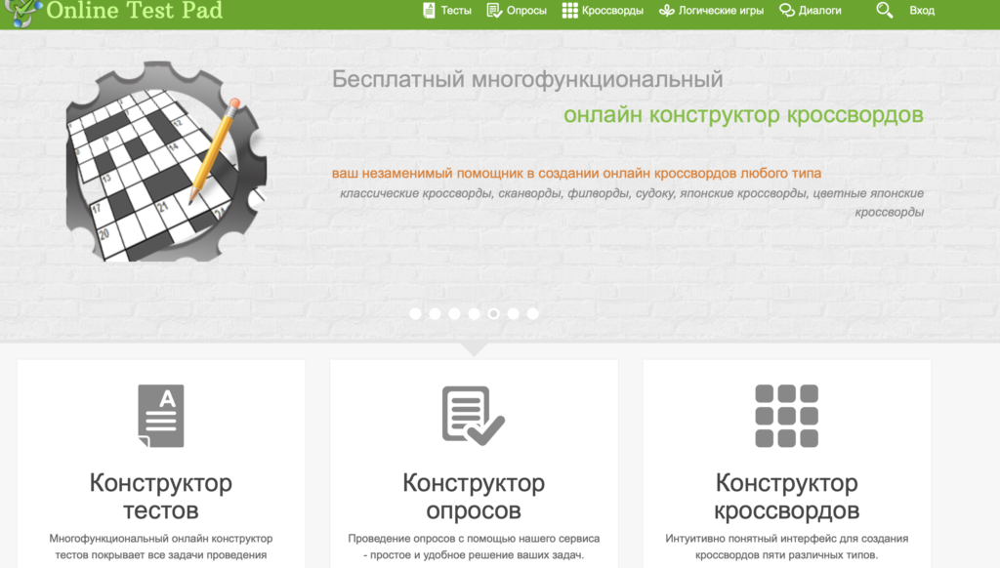 Online Test Pad
Тесты
Опросы
Кроссворды
Логические игры
Диалоги
Вход
Бесплатный многофункциональный
онлайн конструктор кроссвордов
ваш незаменимый помощник в создании онлайн кроссвордов любого типа
классические кроссворды, сканворды, филворды, судоку, японские кроссворды, цветные японские
кроссворды
A
Конструктор
тестов
Многофункциональный онлайн конструктор
тестов покрывает все задачи проведения
Конструктор
опросов
Проведение опросов с помощью нашего сервиса
- простое и удобное решение ваших задач.
Конструктор
кроссвордов
Интуитивно понятный интерфейс для создания
кроссвордов пяти различных типов.